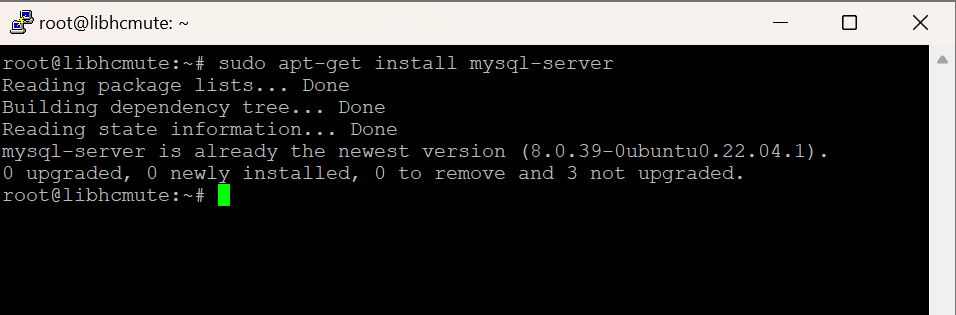 root@libhcmute: ~
root@libhcmute:~# sudo apt-get install mysql-server
Reading package lists... Done
Building dependency tree... Done
Reading state information... Done
mysql-server is already the newest version (8.0.39-0ubuntu0.22.04.1).
0 upgraded, 0 newly installed, 0 to remove and 3 not upgraded.
root@libhcmute:~#